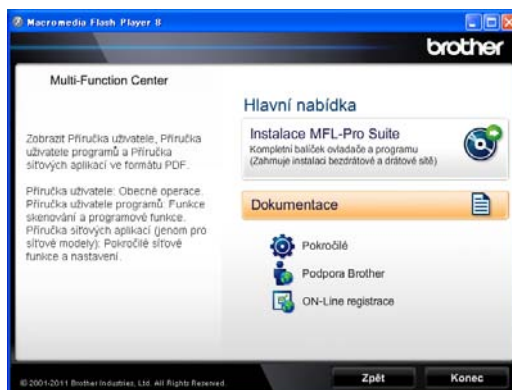 Macromedia Flash Player 8
brother
Multi-Function Center
Zobrazit Příručka uživatele, Příručka
uživatele programů a Příručka
síťových aplikací ve formátu PDF.
Příručka uživatele: Obecné operace.
Příručka uživatele programů: Funkce
skenování a programové funkce.
Příručka síťových aplikací (jenom pro
síťové modely): Pokročilé síťové
funkce a nastavení.
Hlavní nabídka
Instalace MFL-Pro Suite
Kompletní balíček ovladače a programu
(Zahrnuje instalaci bezdrátové a drátové sítě)
Dokumentace
Pokročilé
Podpora Brother
ON-Line registrace
© 2001-2011 Brother Industries, Ltd. All Rights Reserved.
Zpět
Konec